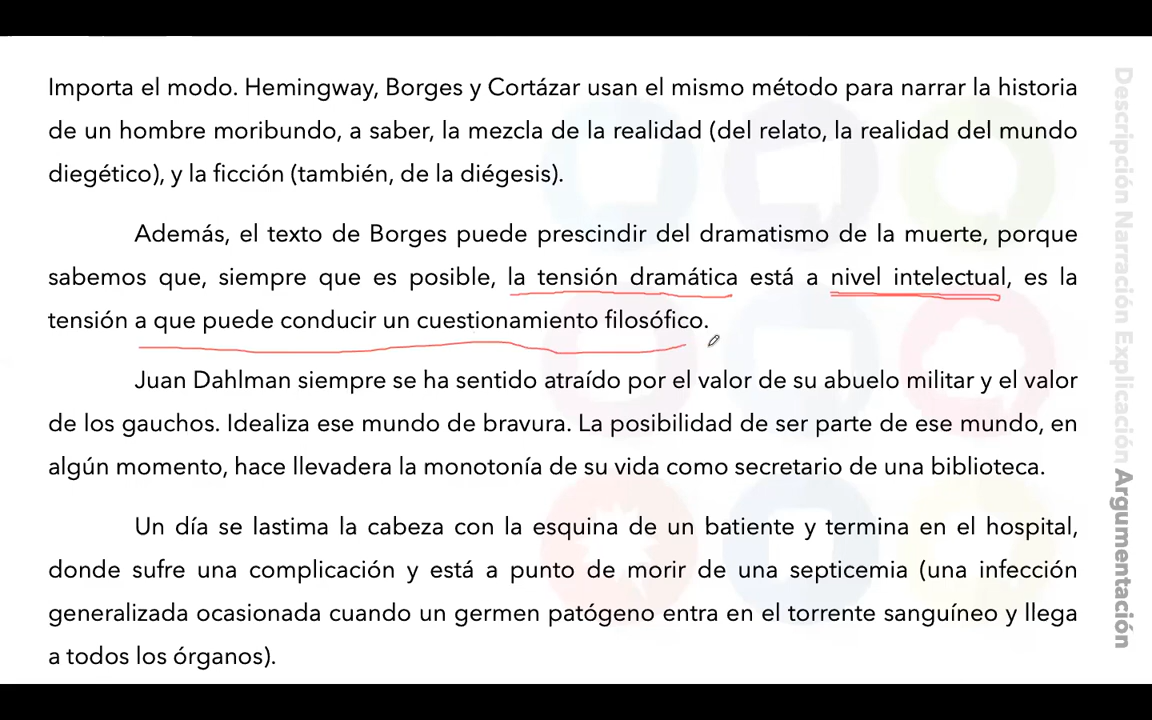 Importa el modo. Hemingway, Borges y Cortázar usan el mismo método para narrar la historia
de un hombre moribundo, a saber, la mezcla de la realidad (del relato, la realidad del mundo
diegético), y la ficción (también, de la diégesis).
Además, el texto de Borges puede prescindir del dramatismo de la muerte, porque
sabemos que, siempre que es posible, la tensión dramática está a nivel intelectual, es la
tensión a que puede conducir un cuestionamiento filosófico.
Juan Dahlman siempre se ha sentido atraído por el valor de su abuelo militar y el valor
de los gauchos. Idealiza ese mundo de bravura. La posibilidad de ser parte de ese mundo, en
algún momento, hace llevadera la monotonía de su vida como secretario de una biblioteca.
Un día se lastima la cabeza con la esquina de un batiente y termina en el hospital,
donde sufre una complicación y está a punto de morir de una septicemia (una infección
generalizada ocasionada cuando un germen patógeno entra en el torrente sanguíneo y llega
a todos los órganos).
Descripción Narración Explicación Argumentación